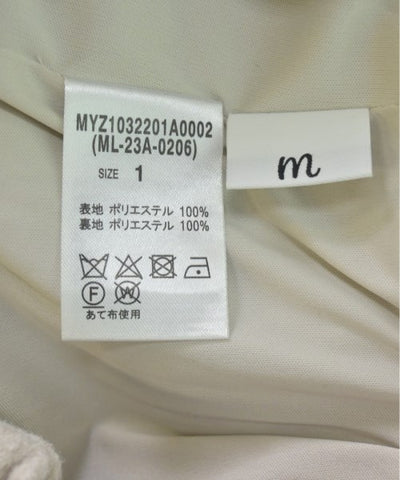 MYZ1032201A0002
(ML-23A-0206)
SIZE 1
表地 ポリエステル 100%
裏地 ポリエステル 100%
F W
あて布使用
m